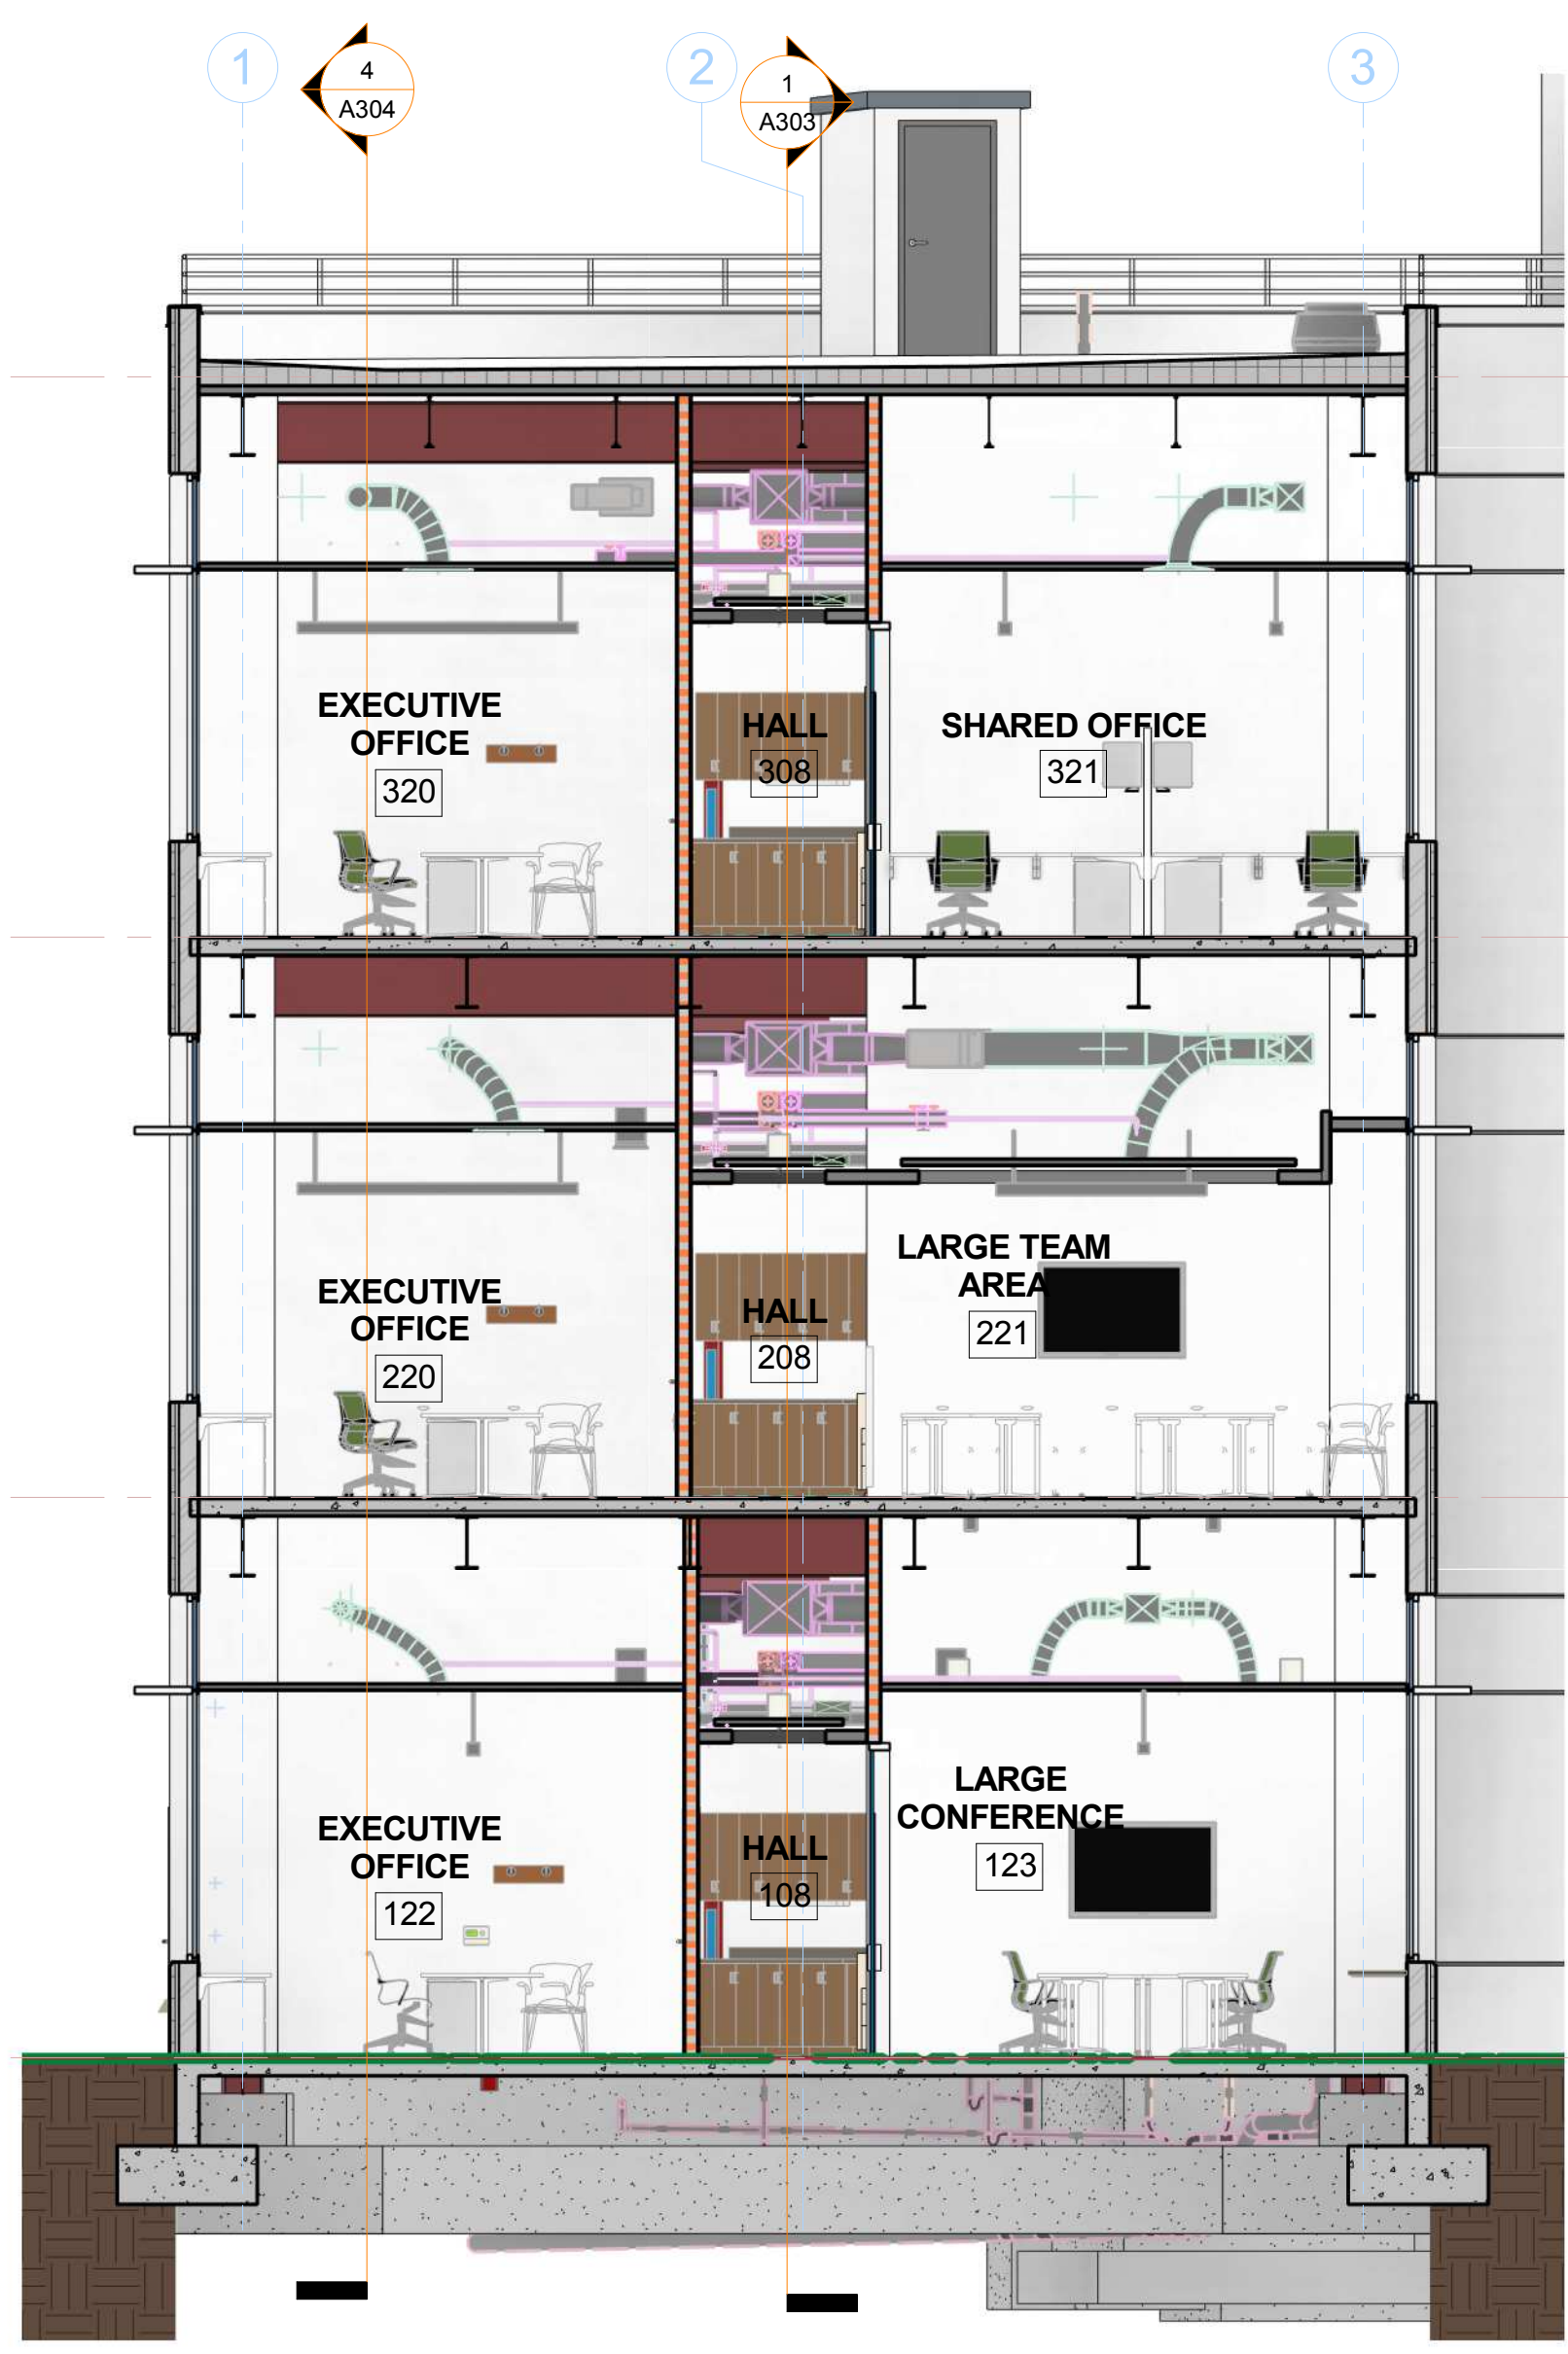 1
4
A304
2
1
A303
3
EXECUTIVE
OFFICE
320
HALL
308
SHARED OFFICE
321
EXECUTIVE
OFFICE
220
HALL
208
LARGE TEAM
AREA
221
EXECUTIVE
OFFICE
122
HALL
108
LARGE
CONFERENCE
123